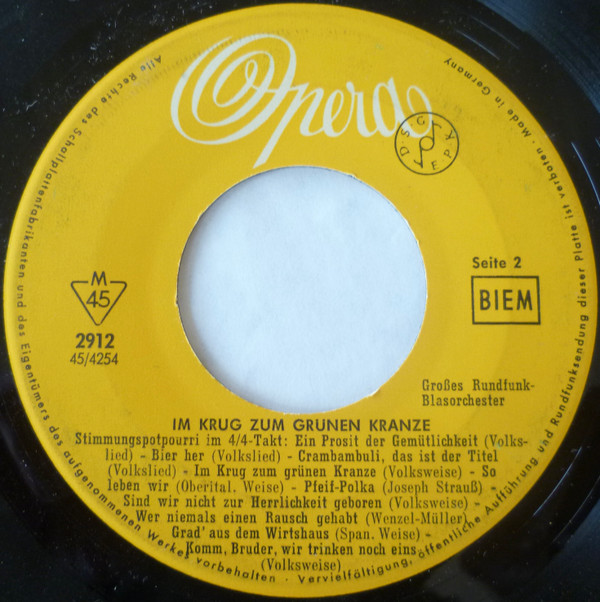 Opera
DSG
EPK
Alle Rechte des Schallplattenfabrikanten und des Eigentümers des aufgenommenen Werkes vorbehalten · Vervielfältigung, öffentliche Aufführung und Rundfunksendung dieser Platte ist verboten · Made in Germany
M
45
2912
45/4254
Seite 2
BIEM
Großes Rundfunk-
Blasorchester
IM KRUG ZUM GRUNEN KRANZE
Stimmungspotpourri im 4/4-Takt: Ein Prosit der Gemütlichkeit (Volks-
lied) - Bier her (Volkslied) - Crambambuli, das ist der Titel
(Volkslied) - Im Krug zum grünen Kranze (Volksweise) - So
leben wir (Oberital. Weise) - Pfeif-Polka (Joseph Strauß) -
Sind wir nicht zur Herrlichkeit geboren (Volksweise) -
Wer niemals einen Rausch gehabt (Wenzel-Müller) -
Grad' aus dem Wirtshaus (Span. Weise) -
Komm, Bruder, wir trinken noch eins
(Volksweise)